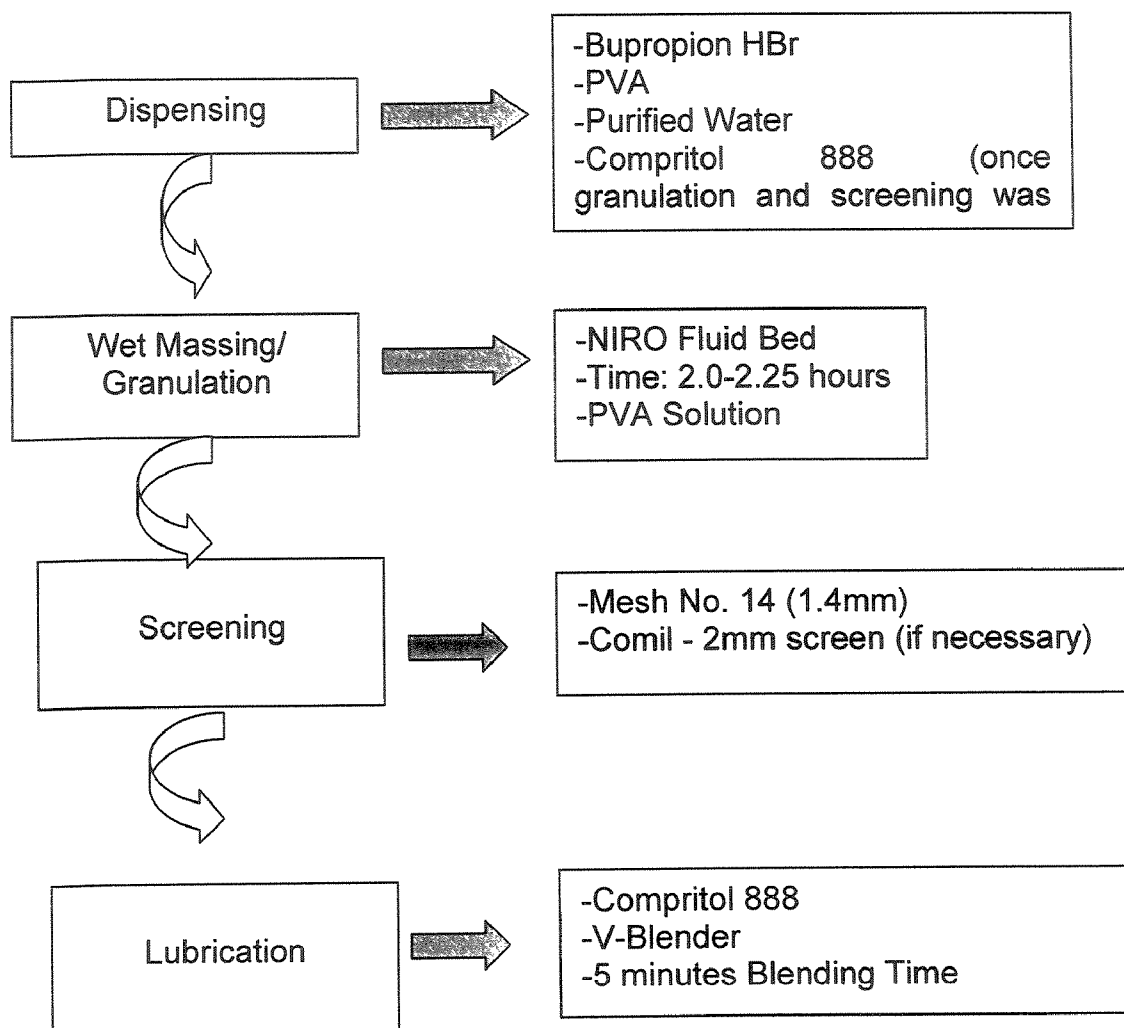 Dispensing
-Bupropion HBr
-PVA
-Purified Water
-Compritol 888 (once
granulation and screening was
Wet Massing/
Granulation
-NIRO Fluid Bed
-Time: 2.0-2.25 hours
-PVA Solution
Screening
-Mesh No. 14 (1.4mm)
-Comil - 2mm screen (if necessary)
Lubrication
-Compritol 888
-V-Blender
-5 minutes Blending Time